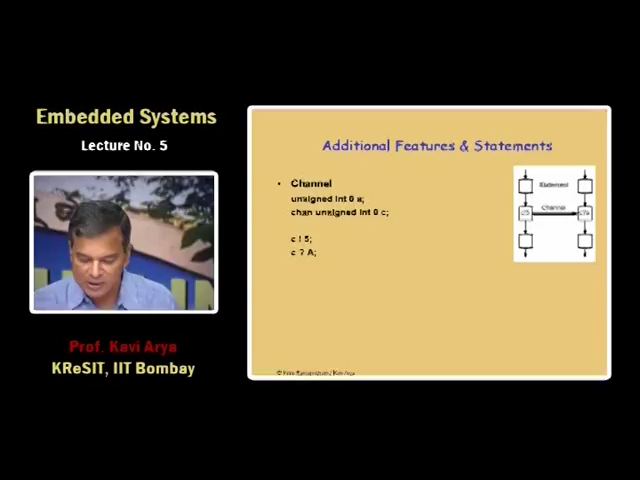 Embedded Systems
Lecture No. 5
Prof. Kavi Arya
KReSIT, IIT Bombay
Additional Features & Statements
• Channel
unsigned int 8 a;
chan unsigned int 8 c;
c ! 5;
c ? A;
Channel